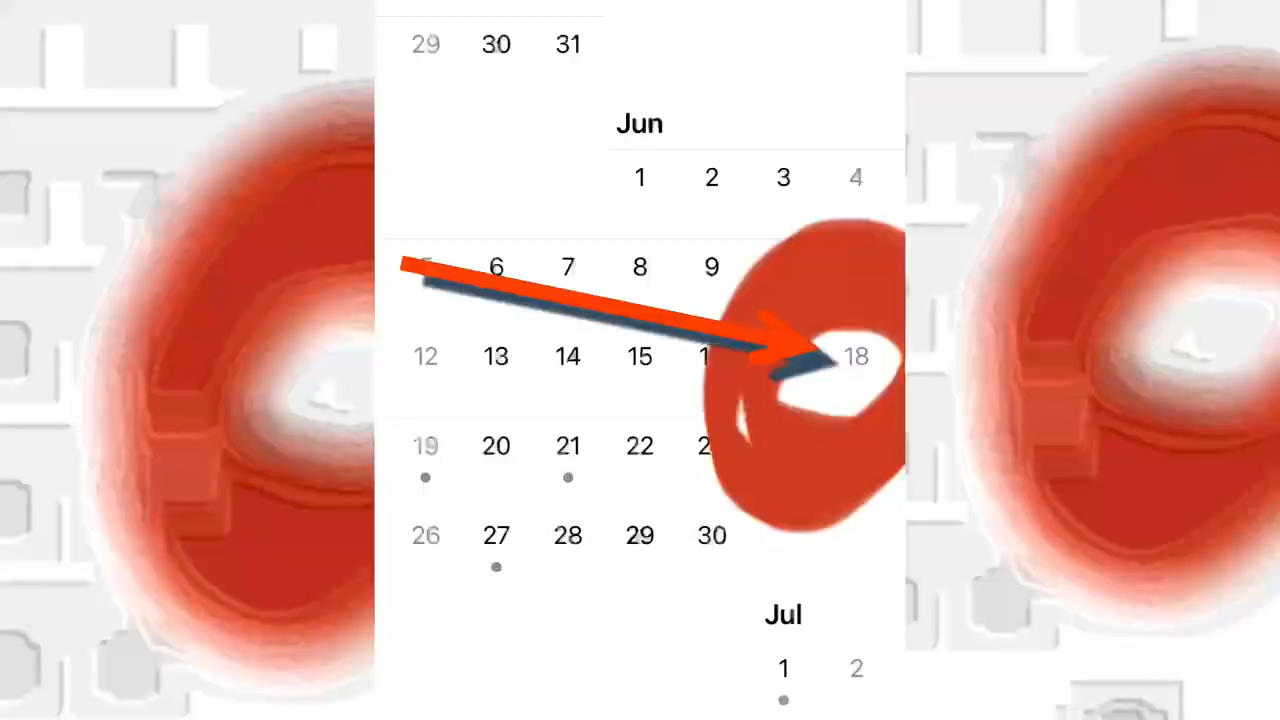 29 30 31
Jun
1 2 3 4
6 7 8 9
12 13 14 15 18
19 20 21 22
26 27 28 29 30
Jul
1 2